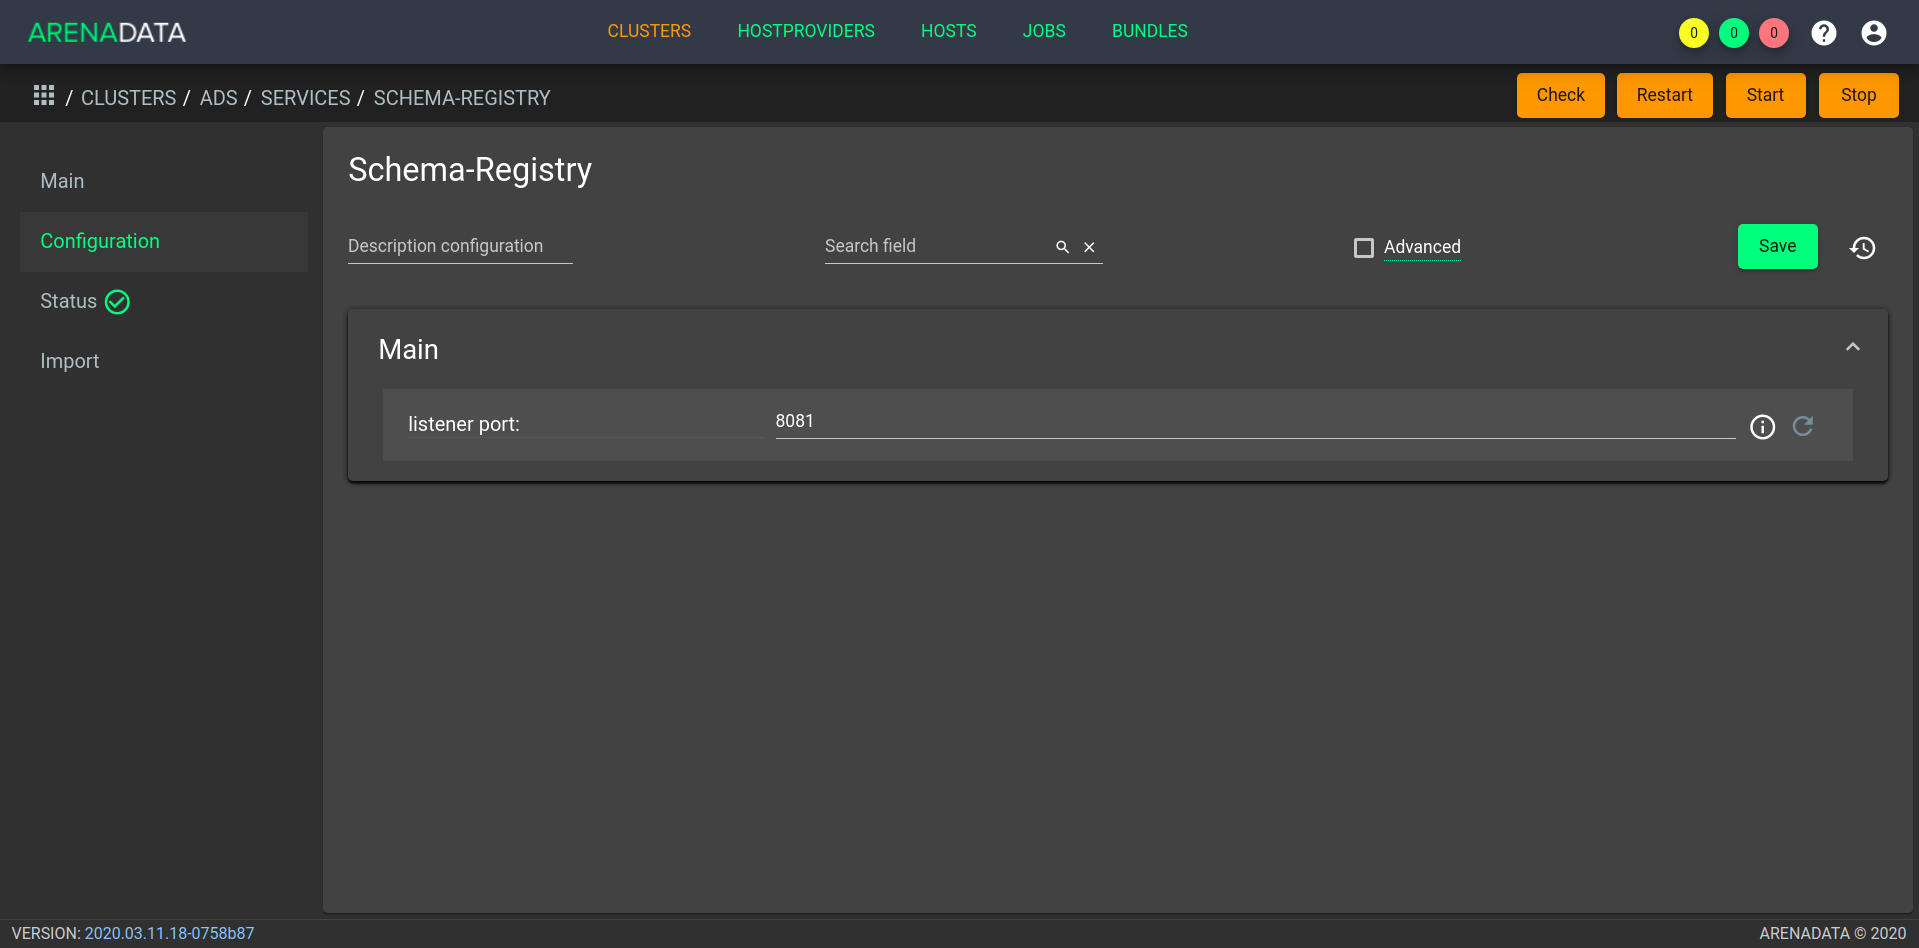 ARENADATA
CLUSTERS HOSTPROVIDERS HOSTS JOBS BUNDLES
0 0 0 ?
/ CLUSTERS / ADS / SERVICES / SCHEMA-REGISTRY
Check Restart Start Stop
Main
Configuration
Status
Import
Schema-Registry
Description configuration Search field Advanced Save
Main
listener port: 8081
VERSION: 2020.03.11.18-0758b87
ARENADATA © 2020